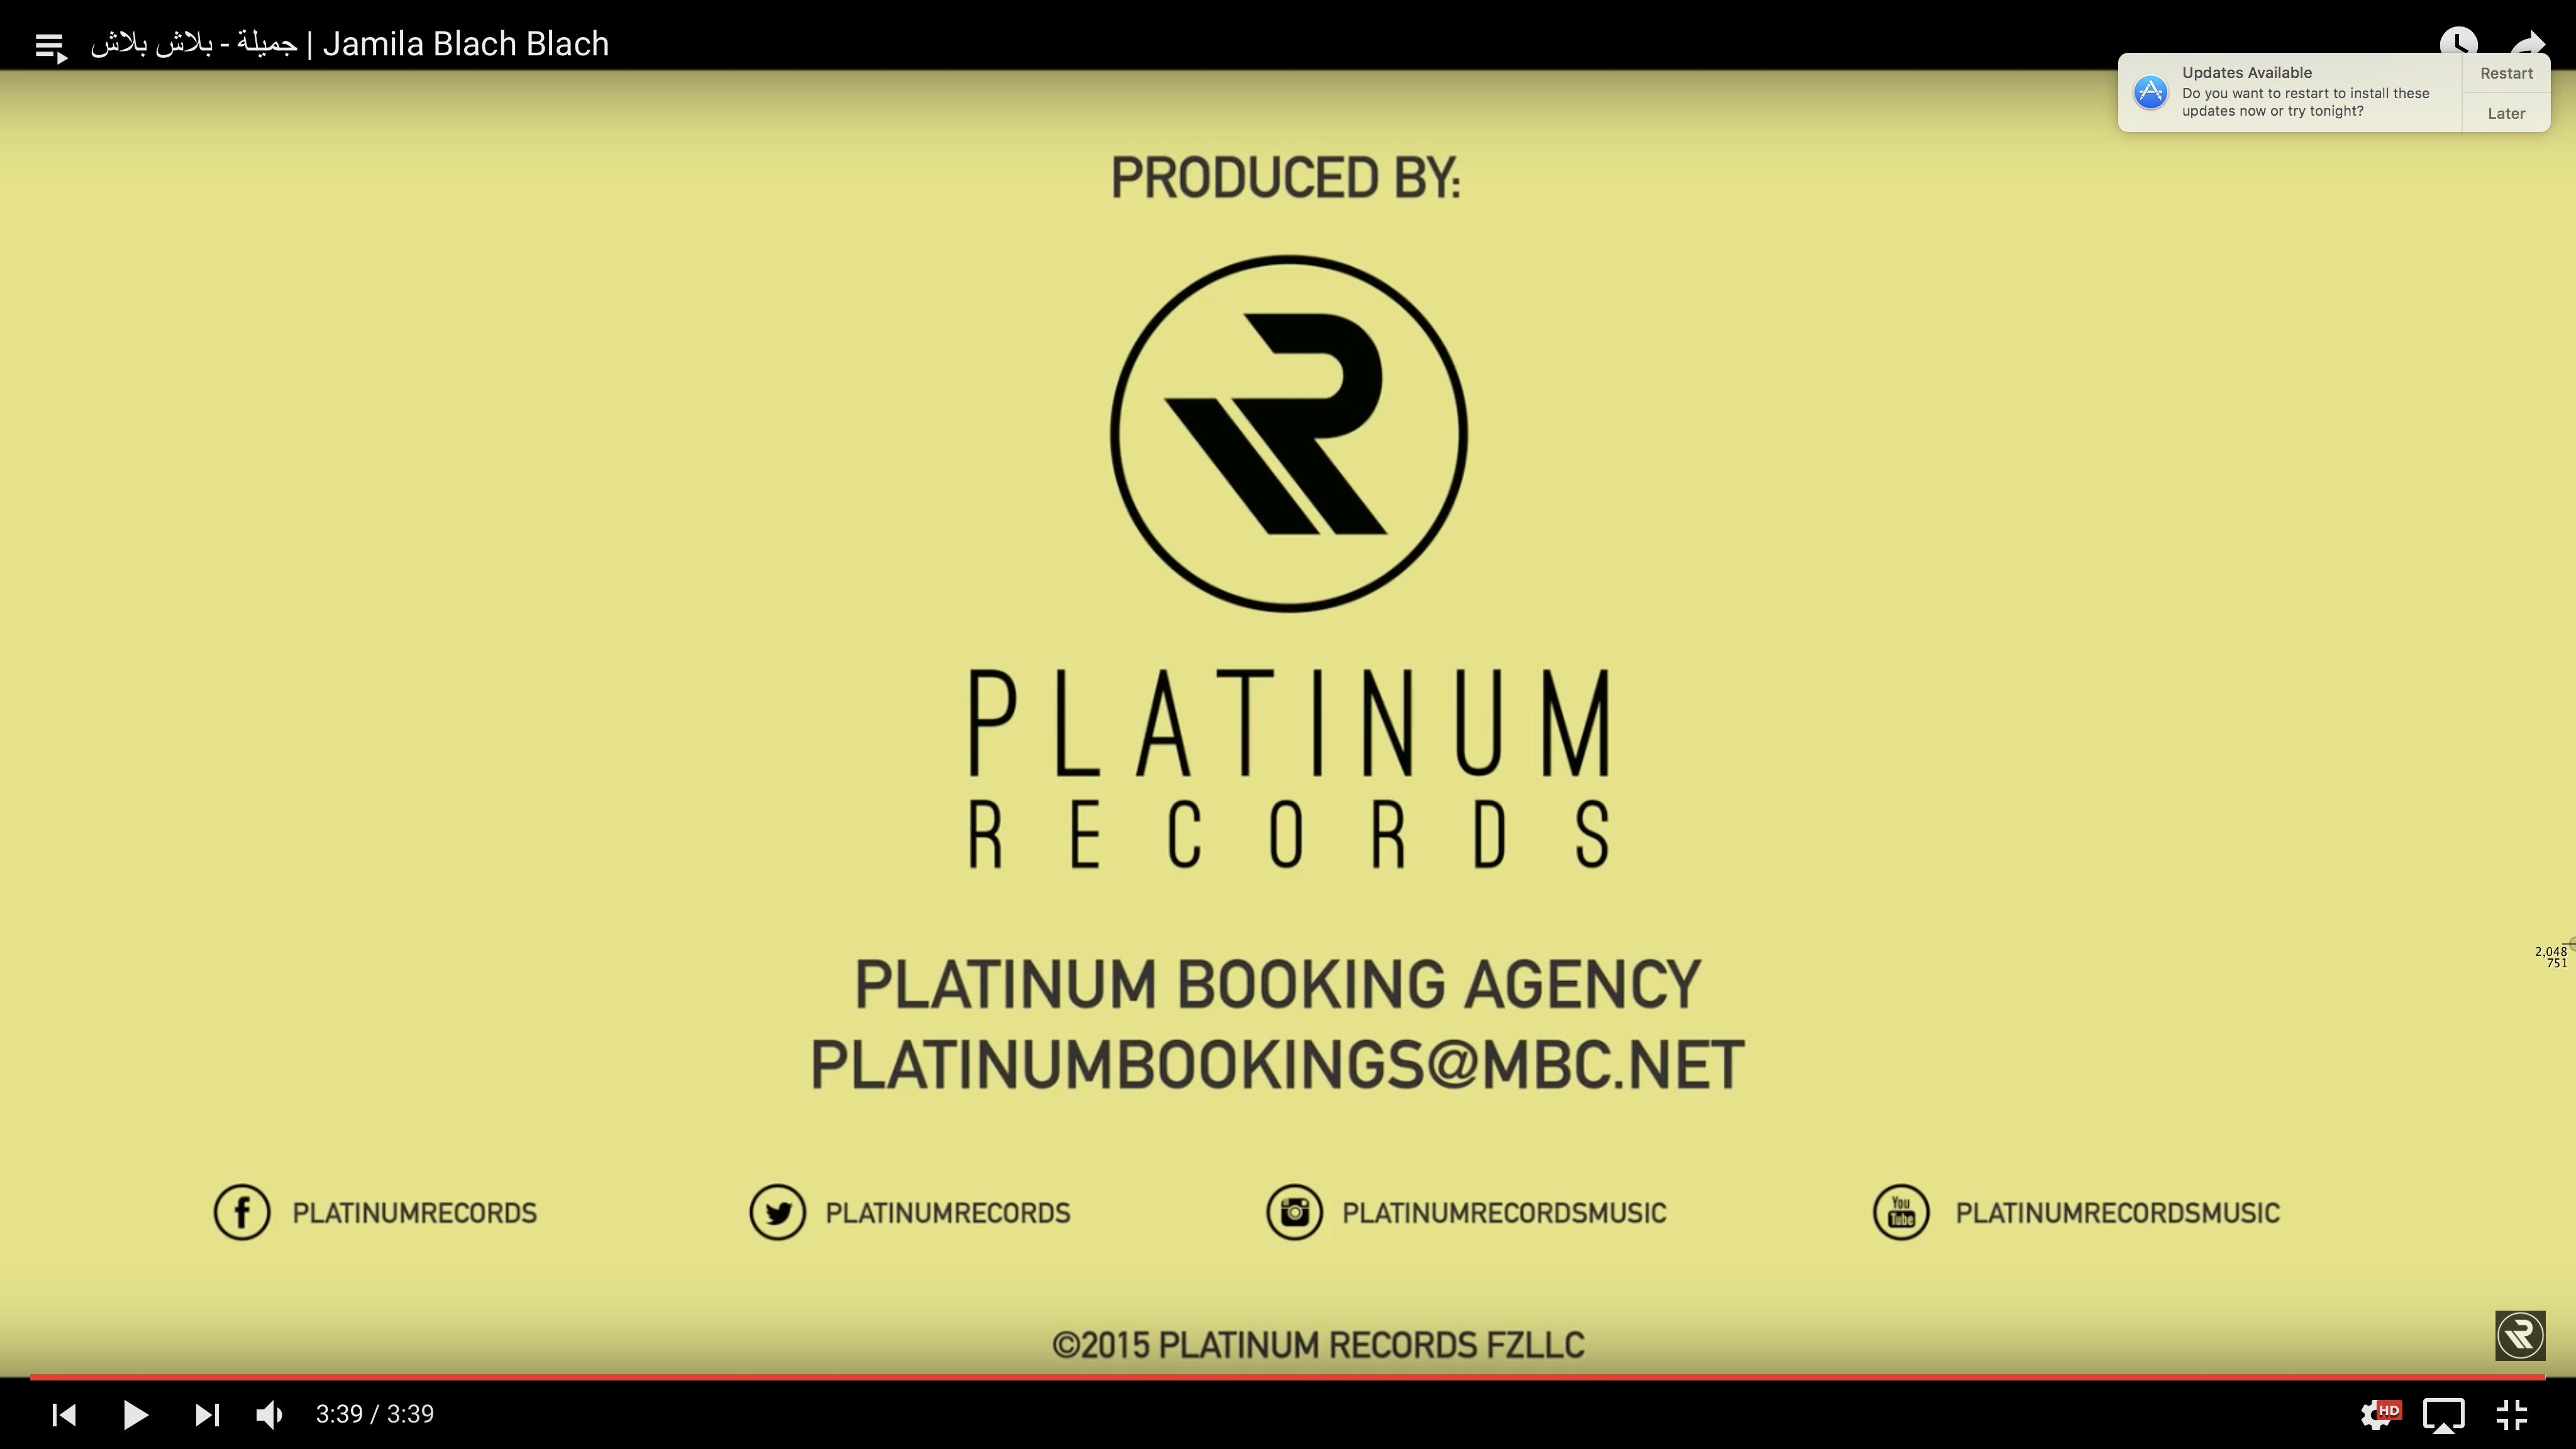 جميلة - بلاش بلاش | Jamila Blach Blach
Updates Available
Do you want to restart to install these
updates now or try tonight?
Restart
Later
PRODUCED BY:
PLATINUM
RECORDS
PLATINUM BOOKING AGENCY
PLATINUMBOOKINGS@MBC.NET
PLATINUMRECORDS
PLATINUMRECORDS
PLATINUMRECORDSMUSIC
You Tube
PLATINUMRECORDSMUSIC
2,048
751
©2015 PLATINUM RECORDS FZLLC
3:39 / 3:39
HD